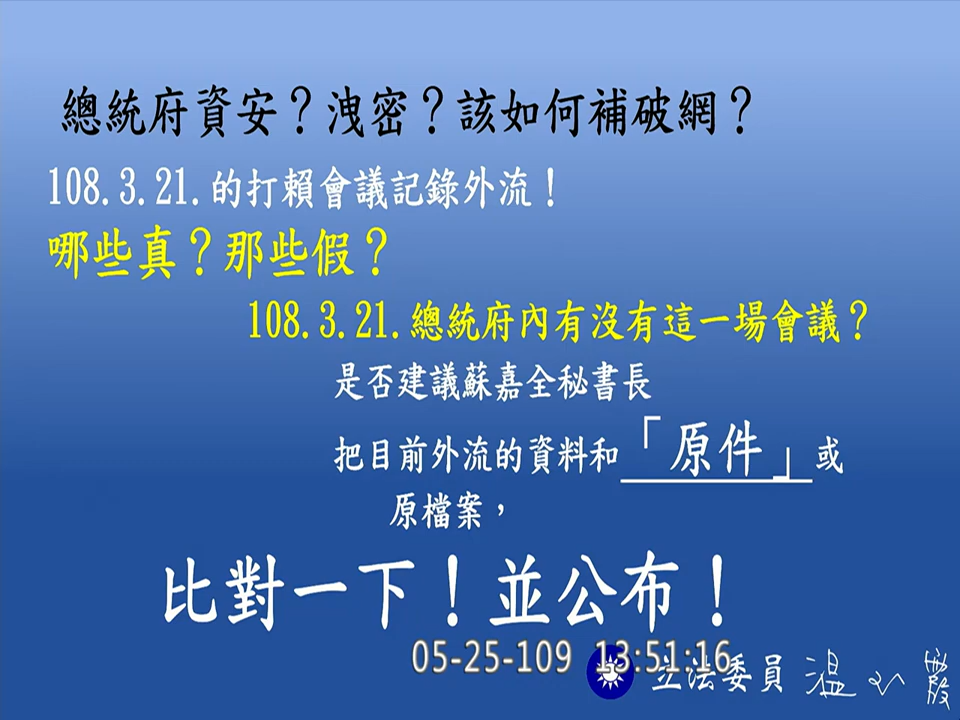 總統府資安？洩密？該如何補破網？
108.3.21.的打賴會議記錄外流！
哪些真？那些假？
108.3.21.總統府內有沒有這一場會議？
是否建議蘇嘉全秘書長
把目前外流的資料和「原件」或
原檔案，
比對一下！並公布！
05-25-109 13:51:16
立法委員 溫玉霞